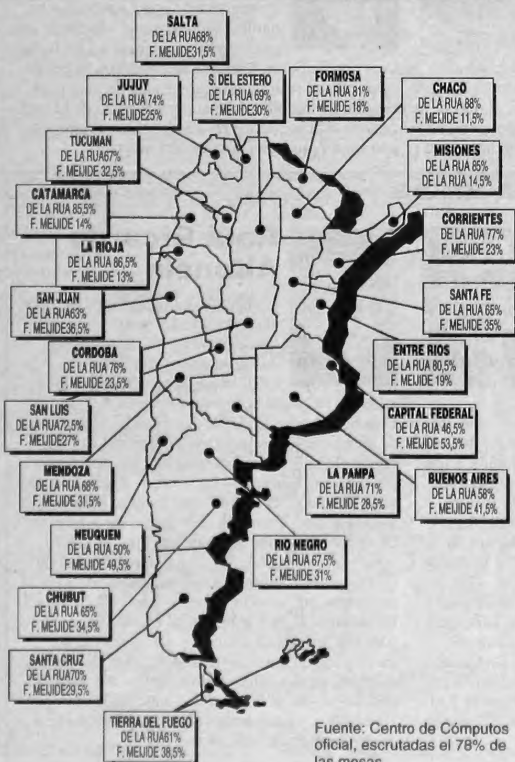 SALTA
DE LA RUA68%
F. MEIJIDE31,5%
JUJUY
DE LA RUA 74%
F. MEIJIDE25%
S. DEL ESTERO
DE LA RUA 69%
F. MEIJIDE30%
FORMOSA
DE LA RUA 81%
F. MEIJIDE 18%
CHACO
DE LA RUA 88%
F. MEIJIDE 11,5%
TUCUMAN
DE LA RUA67%
F. MEIJIDE 32,5%
MISIONES
DE LA RUA 85%
DE LA RUA 14,5%
CATAMARCA
DE LA RUA 85,5%
F. MEIJIDE 14%
CORRIENTES
DE LA RUA 77%
F. MEIJIDE 23%
LA RIOJA
DE LA RUA 86,5%
F. MEIJIDE 13%
SAN JUAN
DE LA RUA63%
F. MEIJIDE36,5%
SANTA FE
DE LA RUA 65%
F. MEIJIDE 35%
CORDOBA
DE LA RUA 76%
F. MEIJIDE 23,5%
ENTRE RIOS
DE LA RUA 80,5%
F. MEIJIDE 19%
SAN LUIS
DE LA RUA72,5%
F. MEIJIDE27%
CAPITAL FEDERAL
DE LA RUA 46,5%
F. MEIJIDE 53,5%
MENDOZA
DE LA RUA 68%
F. MEIJIDE 31,5%
LA PAMPA
DE LA RUA 71%
F. MEIJIDE 28,5%
BUENOS AIRES
DE LA RUA 58%
F. MEIJIDE 41,5%
NEUQUEN
DE LA RUA 50%
F. MEIJIDE 49,5%
RIO NEGRO
DE LA RUA 67,5%
F. MEIJIDE 31%
CHUBUT
DE LA RUA 65%
F. MEIJIDE 34,5%
SANTA CRUZ
DE LA RUA70%
F. MEIJIDE29,5%
TIERRA DEL FUEGO
DE LA RUA61%
F. MEIJIDE 38,5%
Fuente: Centro de Cómputos
oficial, escrutadas el 78% de
las mesas